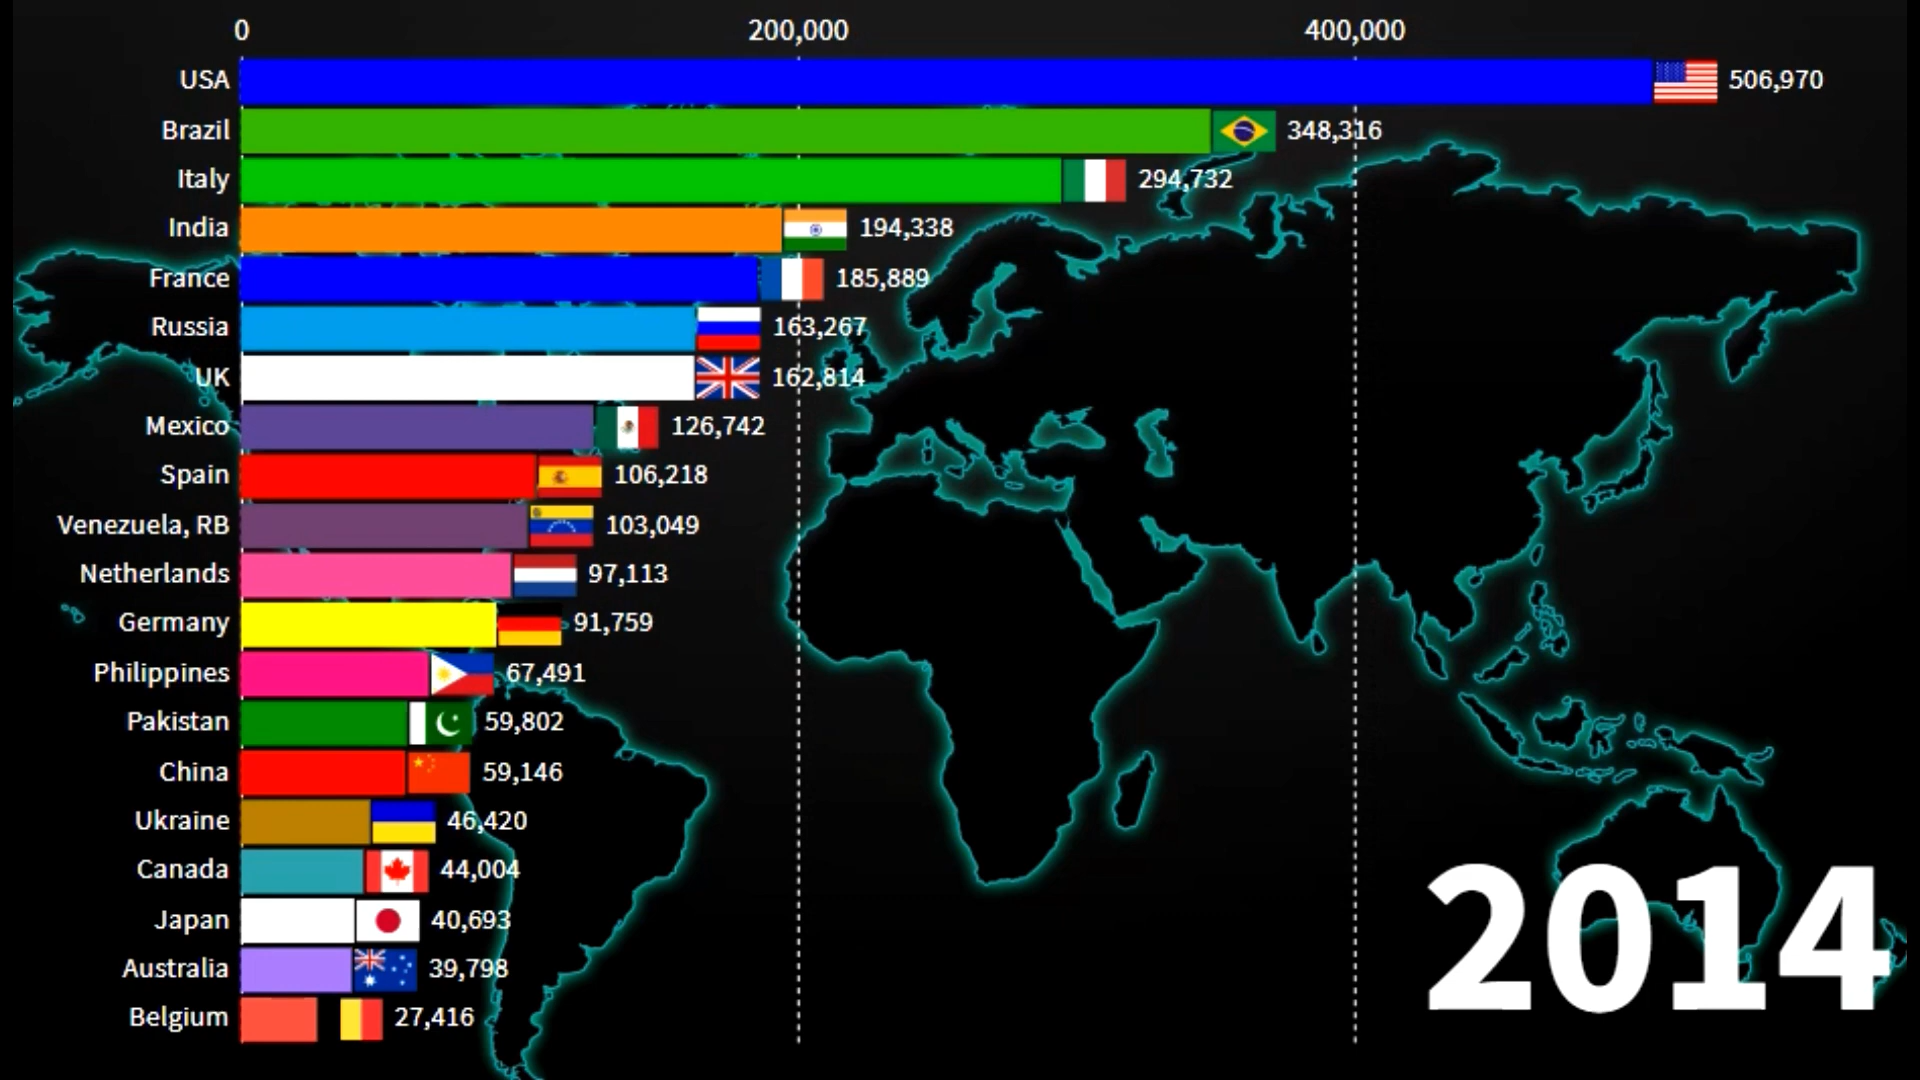 0 200,000 400,000
USA 506,970
Brazil 348,316
Italy 294,732
India 194,338
France 185,889
Russia 163,267
UK 162,814
Mexico 126,742
Spain 106,218
Venezuela, RB 103,049
Netherlands 97,113
Germany 91,759
Philippines 67,491
Pakistan 59,802
China 59,146
Ukraine 46,420
Canada 44,004
Japan 40,693
Australia 39,798
Belgium 27,416
2014